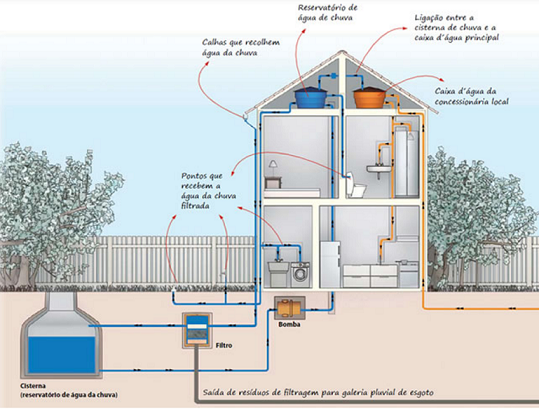 Reservatório de
água de chuva
Ligação entre a
cisterna de chuva e a
caixa d'água principal
Calhas que recolhem
água da chuva
Caixa d'água da
concessionária local
Pontos que
recebem a
água da chuva
filtrada
Filtro
Bomba
Cisterna
(reservatório de água da chuva)
Saída de resíduos de filtragem para galeria pluvial de esgoto